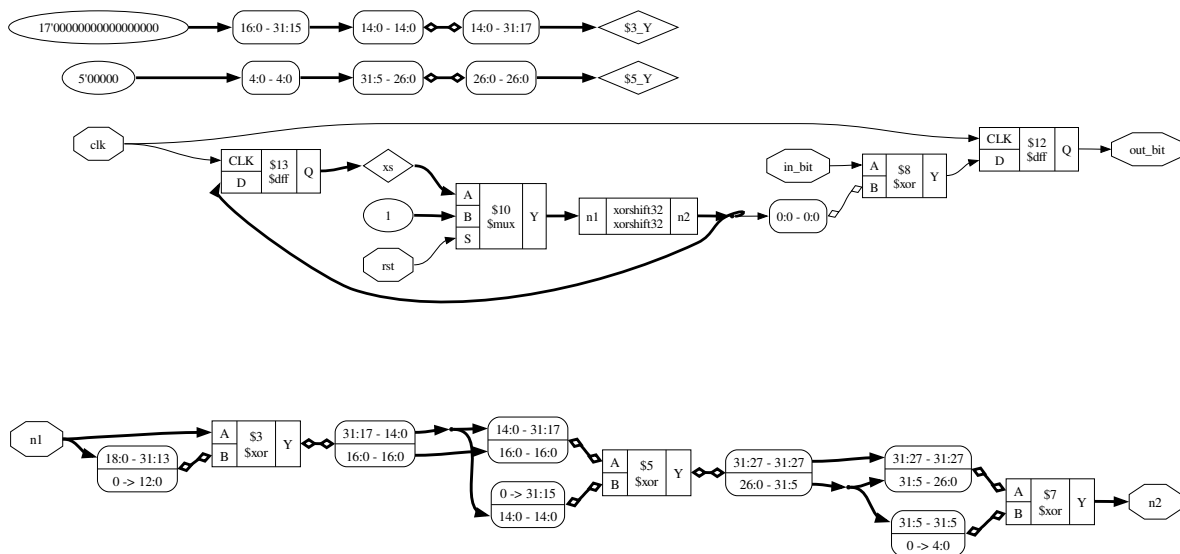 17'00000000000000000
16:0 - 31:15
14:0 - 14:0
14:0 - 31:17
$3_Y
5'00000
4:0 - 4:0
31:5 - 26:0
26:0 - 26:0
$5_Y
clk
CLK
D
$13
$dff
Q
xs
1
rst
A
B
S
$10
$mux
Y
n1
xorshift32
xorshift32
n2
0:0 - 0:0
in_bit
A
B
$8
$xor
Y
CLK
D
$12
$dff
Q
out_bit
n1
18:0 - 31:13
0 -> 12:0
A
B
$3
$xor
Y
31:17 - 14:0
16:0 - 16:0
14:0 - 31:17
16:0 - 16:0
0 -> 31:15
14:0 - 14:0
A
B
$5
$xor
Y
31:27 - 31:27
26:0 - 31:5
31:27 - 31:27
31:5 - 26:0
31:5 - 31:5
0 -> 4:0
A
B
$7
$xor
Y
n2